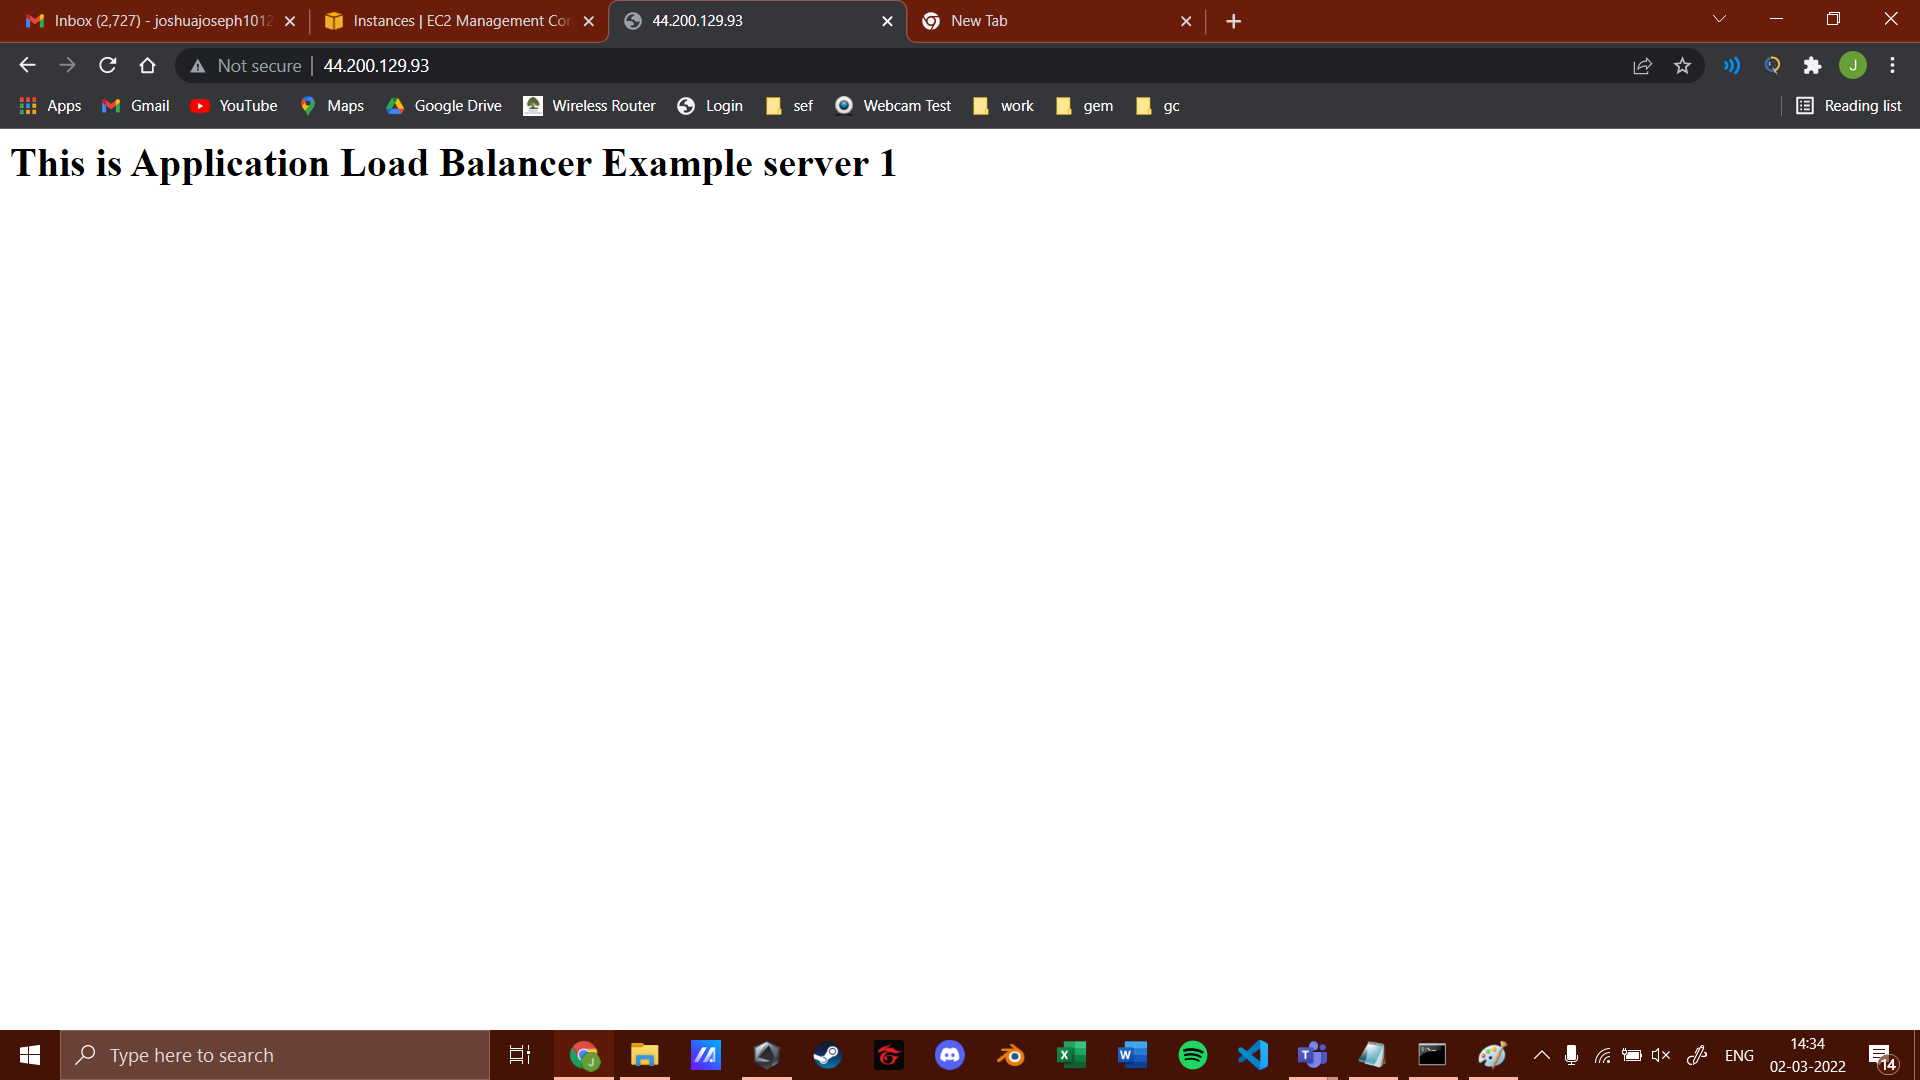 Inbox (2,727) - joshuajoseph1012
Instances | EC2 Management Con
44.200.129.93
New Tab
Not secure
44.200.129.93
Apps
Gmail
YouTube
Maps
Google Drive
Wireless Router
Login
sef
Webcam Test
work
gem
gc
Reading list
J
This is Application Load Balancer Example server 1
Type here to search
ENG
14:34
02-03-2022
14